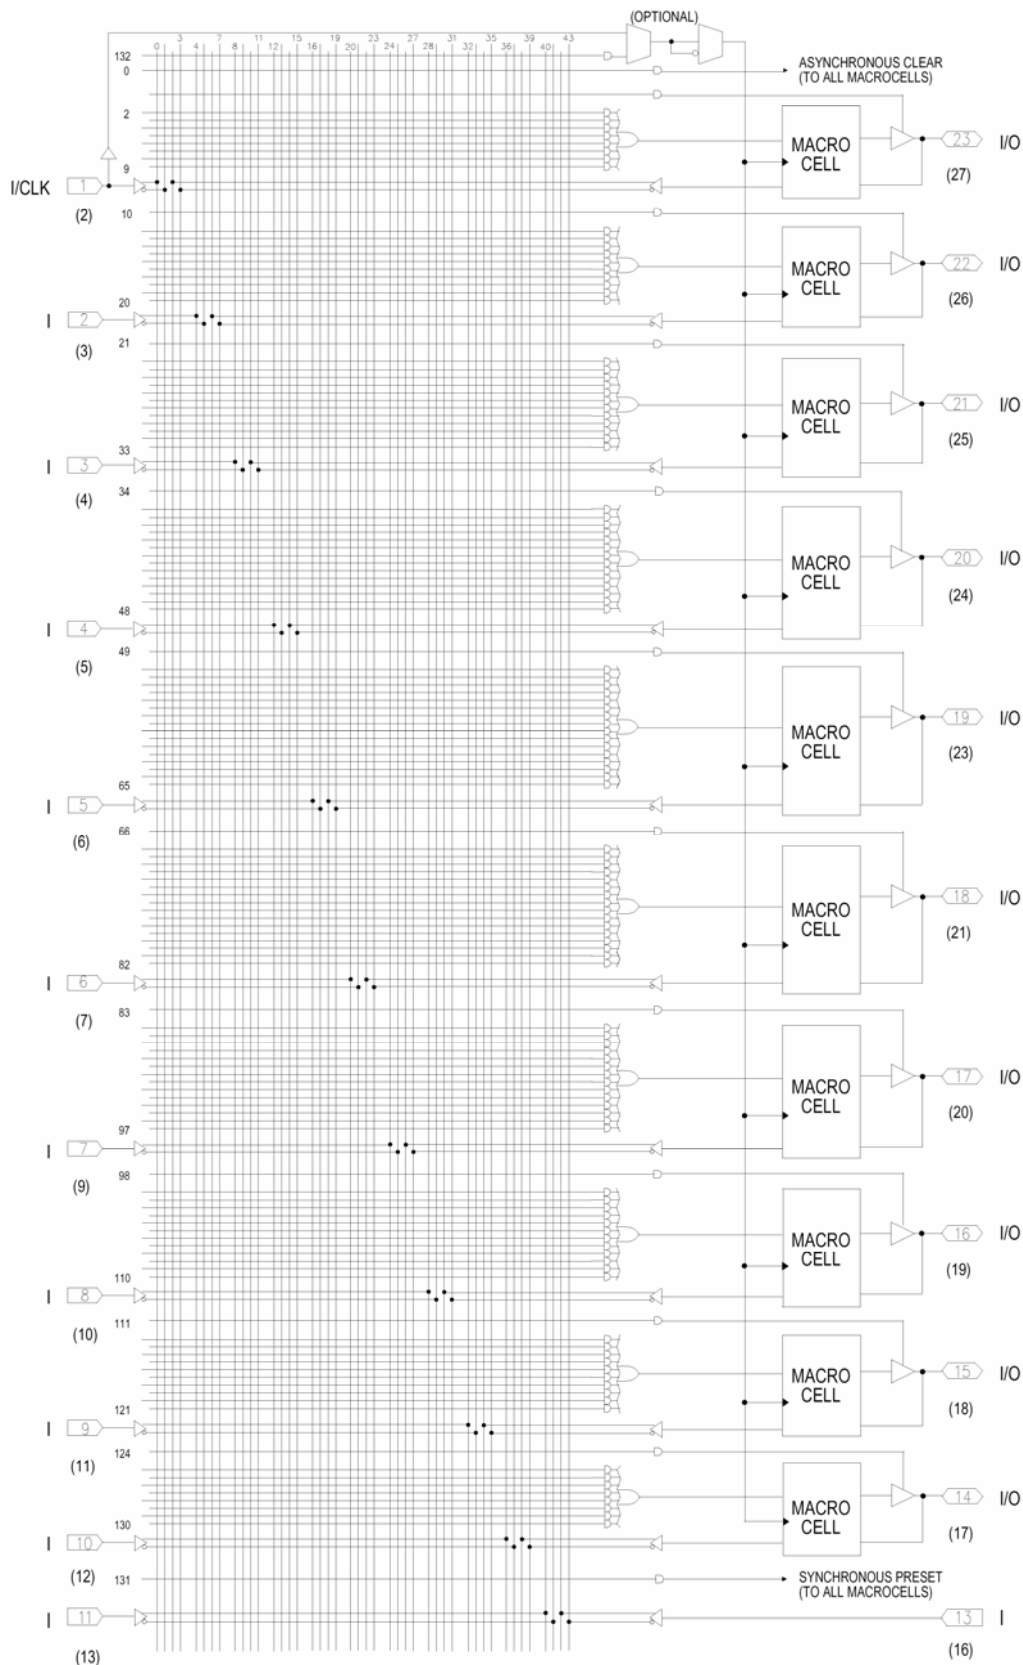 (OPTIONAL)
3 7 11 15 19 23 27 31 35 39 43
0 4 8 12 16 20 24 28 32 36 40
132
0
ASYNCHRONOUS CLEAR
(TO ALL MACROCELLS)
2
MACRO
CELL
23 I/O
(27)
9
I/CLK 1
(2)
10
MACRO
CELL
22 I/O
(26)
20
I 2
(3)
21
MACRO
CELL
21 I/O
(25)
33
I 3
(4)
34
MACRO
CELL
20 I/O
(24)
48
I 4
(5)
49
MACRO
CELL
19 I/O
(23)
65
I 5
(6)
66
MACRO
CELL
18 I/O
(21)
82
I 6
(7)
83
MACRO
CELL
17 I/O
(20)
97
I 7
(9)
98
MACRO
CELL
16 I/O
(19)
110
I 8
(10)
111
MACRO
CELL
15 I/O
(18)
121
I 9
(11)
124
MACRO
CELL
14 I/O
(17)
130
I 10
(12)
131
SYNCHRONOUS PRESET
(TO ALL MACROCELLS)
I 11
(13)
13 I
(16)